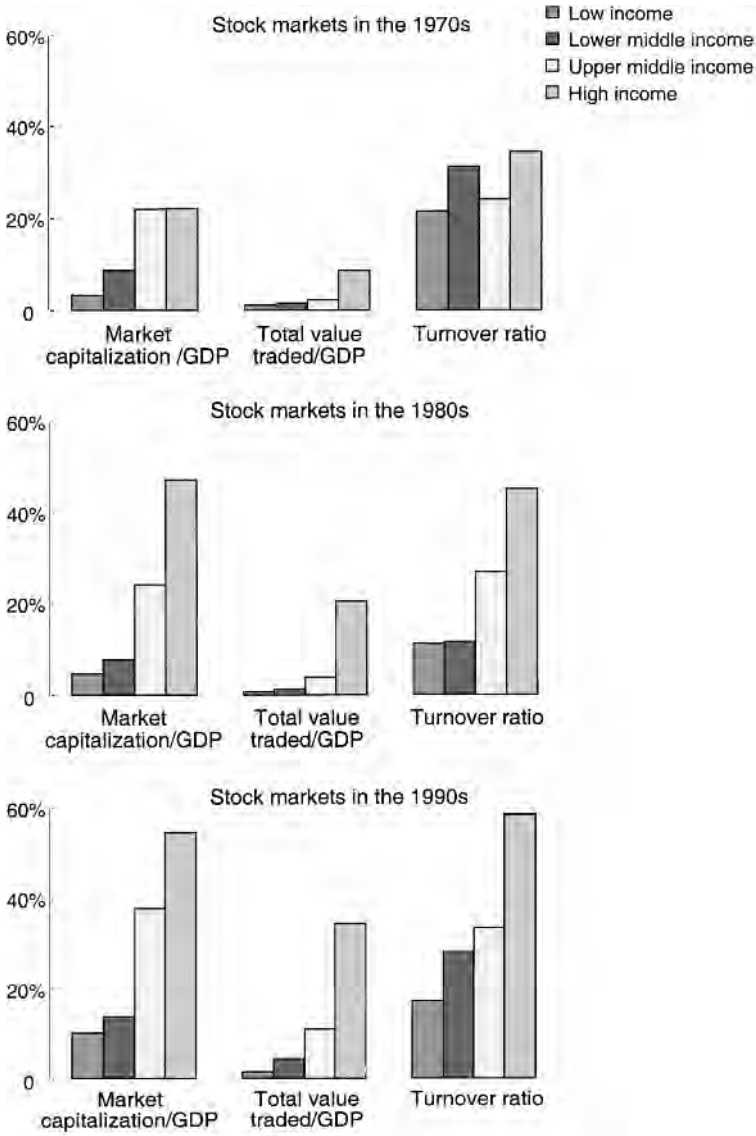 Stock markets in the 1970s
Low income
Lower middle income
Upper middle income
High income
60%
40%
20%
0
Market
capitalization /GDP
Total value
traded/GDP
Turnover ratio
Stock markets in the 1980s
60%
40%
20%
0
Market
capitalization/GDP
Total value
traded/GDP
Turnover ratio
Stock markets in the 1990s
60%
40%
20%
0
Market
capitalization/GDP
Total value
traded/GDP
Turnover ratio